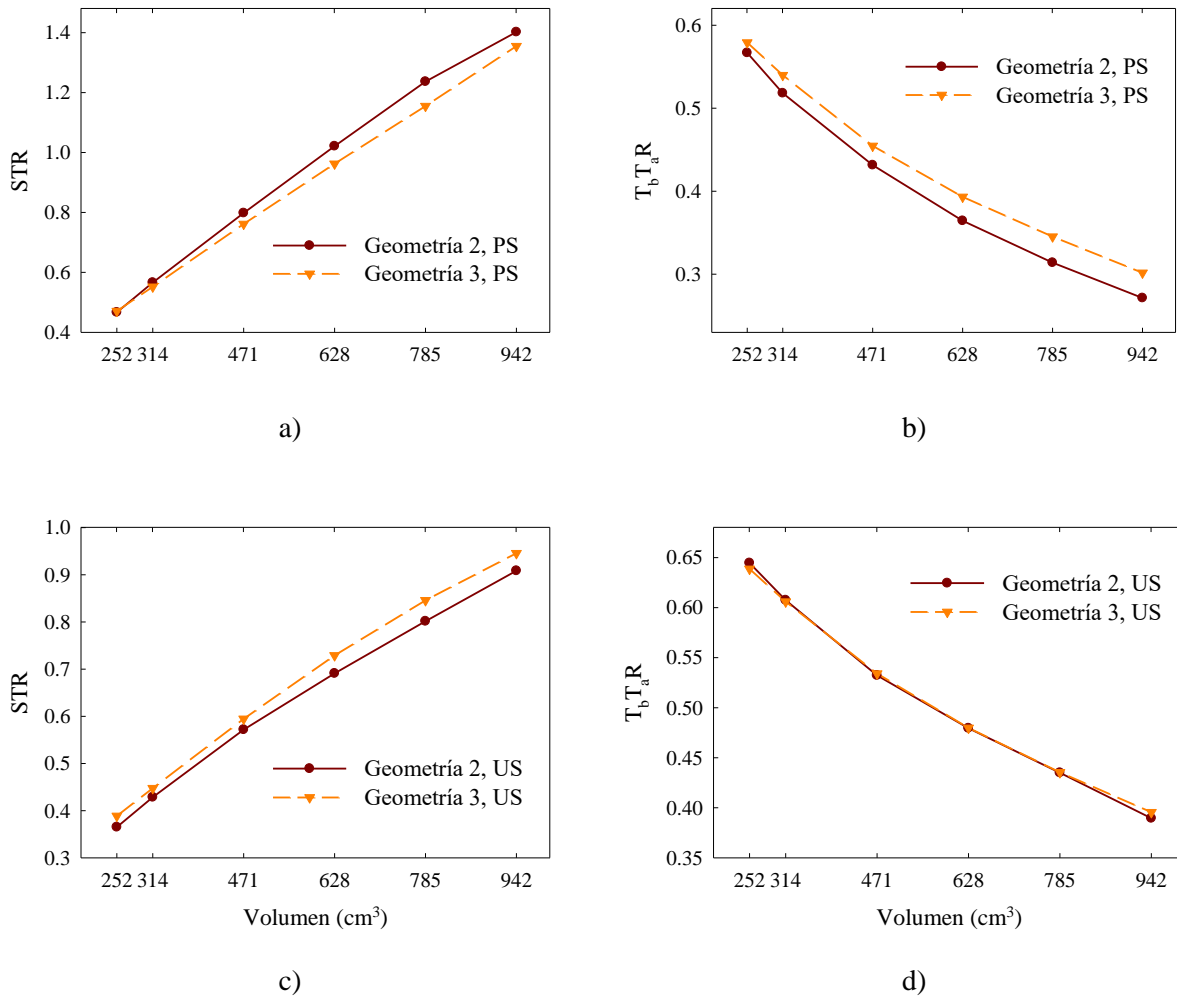 1.4
1.2
1.0
0.8
0.6
0.4
STR
Geometría 2, PS
Geometría 3, PS
252 314 471 628 785 942
a)
0.6
0.5
0.4
0.3
T_bT_aR
Geometría 2, PS
Geometría 3, PS
252 314 471 628 785 942
b)
1.0
0.9
0.8
0.7
0.6
0.5
0.4
0.3
STR
Geometría 2, US
Geometría 3, US
252 314 471 628 785 942
Volumen (cm³)
c)
0.65
0.60
0.55
0.50
0.45
0.40
0.35
T_bT_aR
Geometría 2, US
Geometría 3, US
252 314 471 628 785 942
Volumen (cm³)
d)